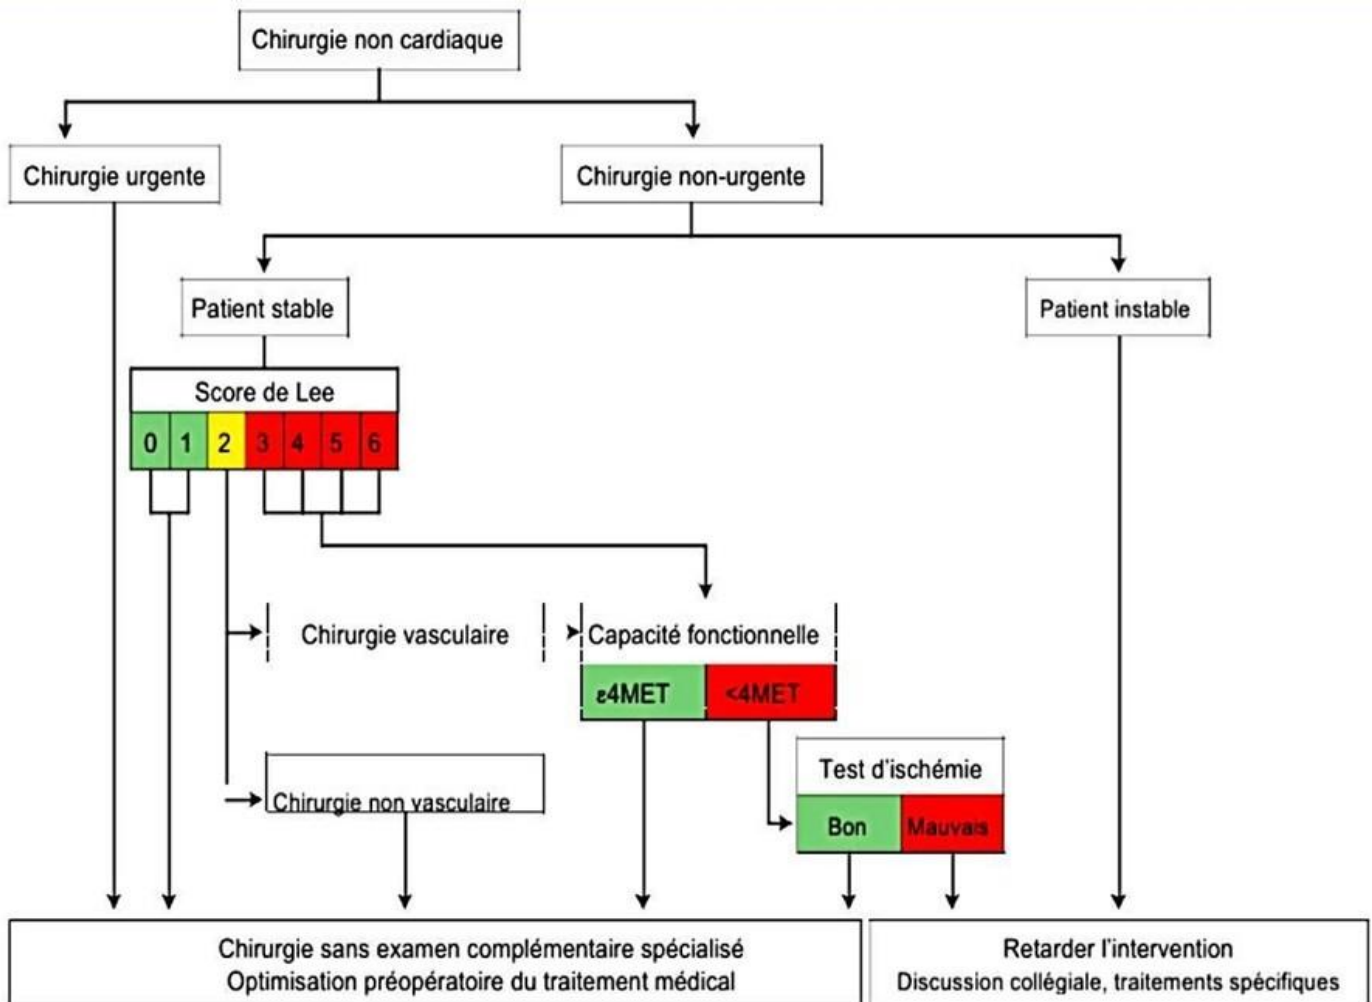 Chirurgie non cardiaque
Chirurgie urgente
Chirurgie non-urgente
Patient stable
Patient instable
Score de Lee
0 1 2 3 4 5 6
Chirurgie vasculaire
Capacité fonctionnelle
ε4MET <4MET
Test d'ischémie
Chirurgie non vasculaire
Bon Mauvais
Chirurgie sans examen complémentaire spécialisé
Optimisation préopératoire du traitement médical
Retarder l'intervention
Discussion collégiale, traitements spécifiques